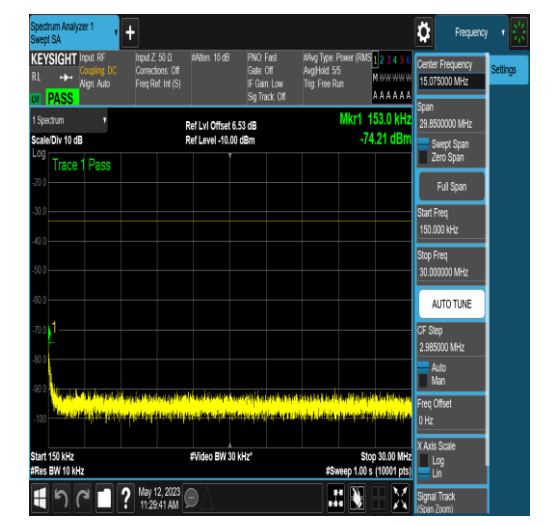 Spectrum Analyzer 1
Swept SA
Frequency
KEYSIGHT
RL
PASS
Input: RF
Coupling: DC
Align: Auto
Input Z: 50 Ω
Corrections: Off
Freq Ref: Int (S)
#Atten: 10 dB
PNO: Fast
Gate: Off
IF Gain: Low
Sig Track: Off
#Avg Type: Power (RMS
Avg|Hold: 5/5
Trig: Free Run
1 2 3 4 5 6
M W W W W W
A A A A A A
1 Spectrum
Scale/Div 10 dB
Ref Lvl Offset 6.53 dB
Ref Level -10.00 dBm
Mkr1 153.0 kHz
-74.21 dBm
Log
Trace 1 Pass
-20.0
-30.0
-40.0
-50.0
-60.0
-70.0
1
-80.0
-90.0
-100
Start 150 kHz
#Res BW 10 kHz
#Video BW 30 kHz*
Stop 30.00 MHz
#Sweep 1.00 s (10001 pts)
May 12, 2023
11:29:41 AM
Center Frequency
15.075000 MHz
Settings
Span
29.8500000 MHz
Swept Span
Zero Span
Full Span
Start Freq
150.000 kHz
Stop Freq
30.000000 MHz
AUTO TUNE
CF Step
2.985000 MHz
Auto
Man
Freq Offset
0 Hz
X Axis Scale
Log
Lin
Signal Track
(Span Zoom)